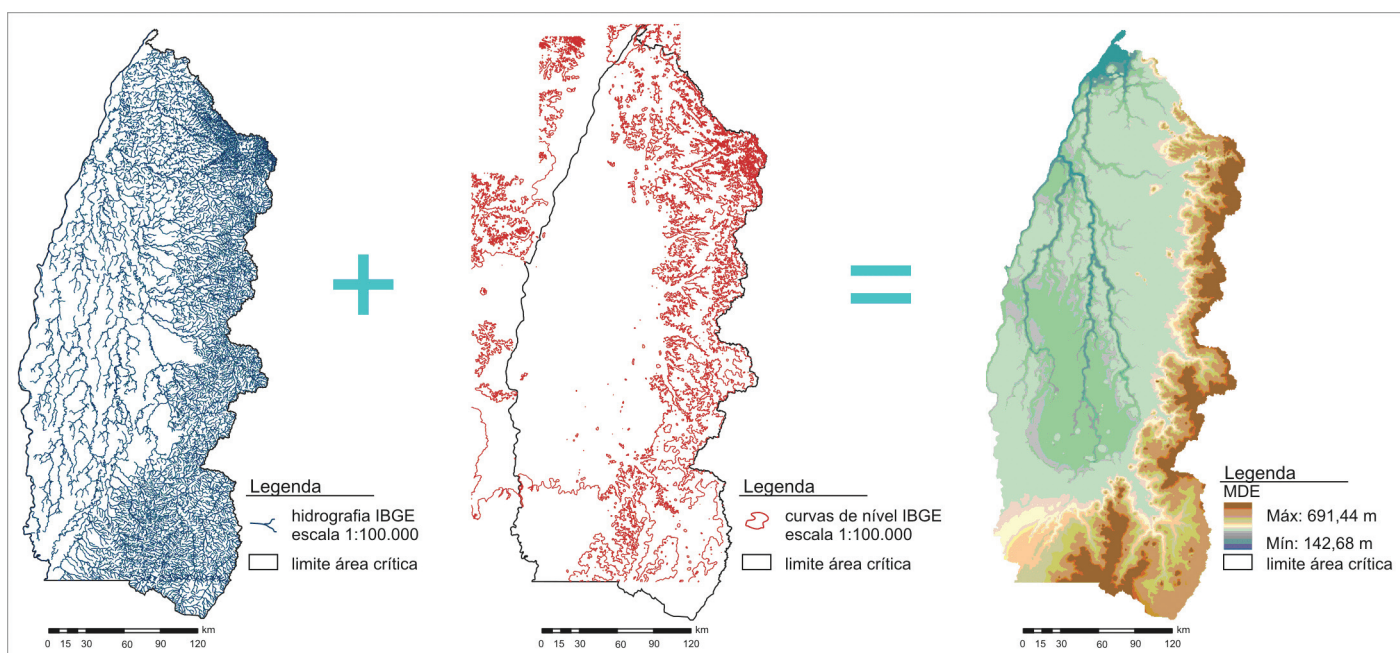 +
=
Legenda
hidrografia IBGE
escala 1:100.000
limite área crítica
km
0 15 30 60 90 120
Legenda
curvas de nível IBGE
escala 1:100.000
limite área crítica
km
0 15 30 60 90 120
Legenda
MDE
Máx: 691,44 m
Mín: 142,68 m
limite área crítica
km
0 15 30 60 90 120